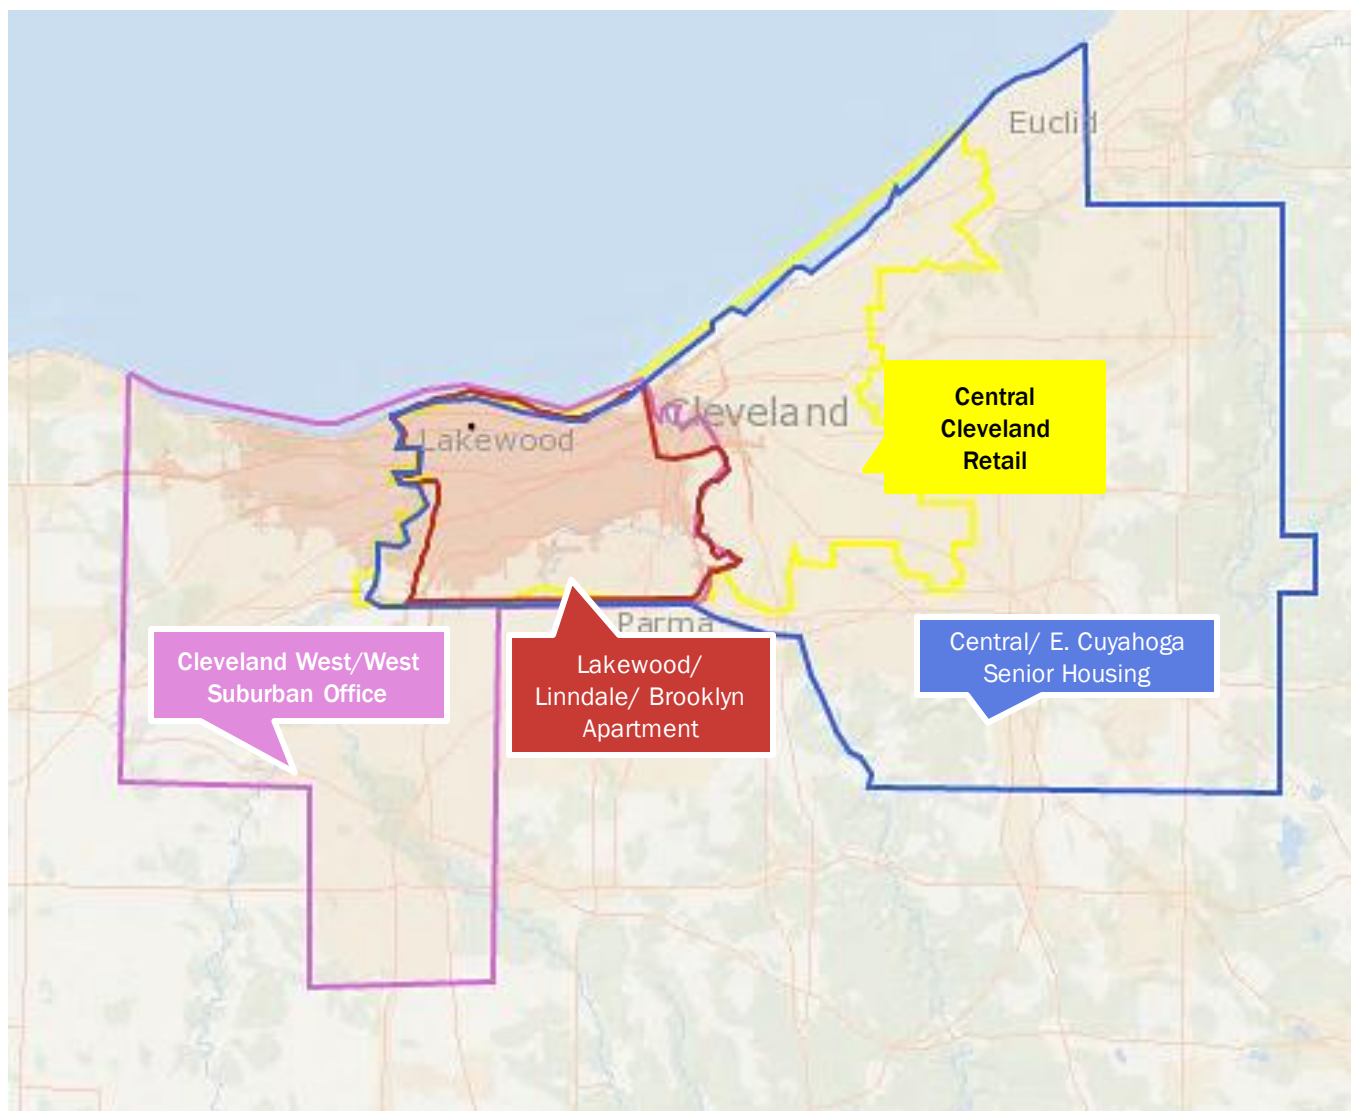 Euclid
Cleveland
Lakewood
Central
Cleveland
Retail
Parma
Cleveland West/West
Suburban Office
Lakewood/
Linndale/ Brooklyn
Apartment
Central/ E. Cuyahoga
Senior Housing